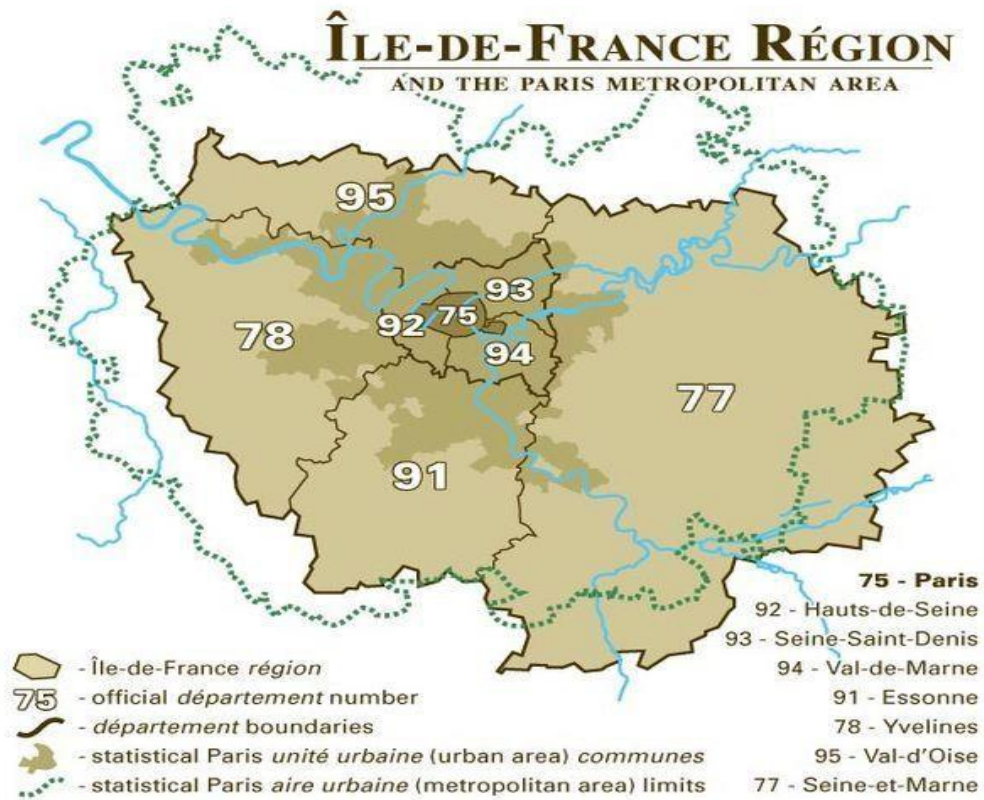 ÎLE-DE-FRANCE RÉGION
AND THE PARIS METROPOLITAN AREA
95
93
75
92
78
94
77
91
75 - Paris
92 - Hauts-de-Seine
93 - Seine-Saint-Denis
94 - Val-de-Marne
91 - Essonne
78 - Yvelines
95 - Val-d'Oise
77 - Seine-et-Marne
- Île-de-France région
75 - official département number
- département boundaries
- statistical Paris unité urbaine (urban area) communes
- statistical Paris aire urbaine (metropolitan area) limits